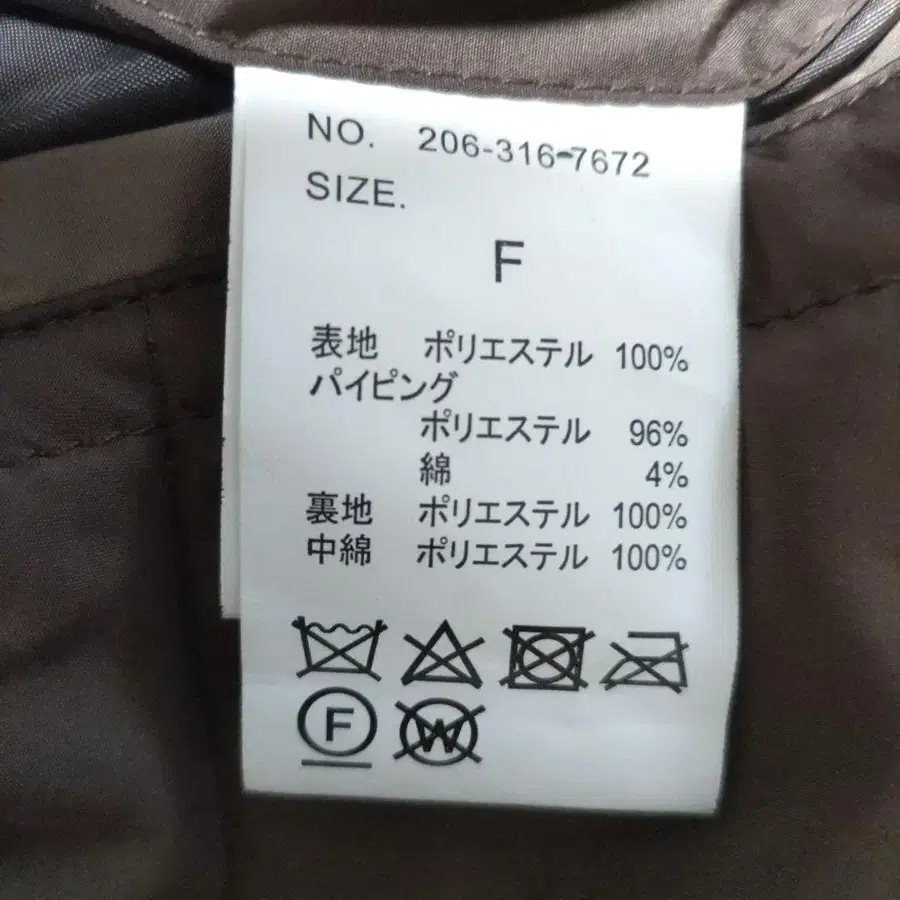 NO. 206-316-7672
SIZE.
F
表地 ポリエステル 100%
パイピング
ポリエステル 96%
綿 4%
裏地 ポリエステル 100%
中綿 ポリエステル 100%
F W